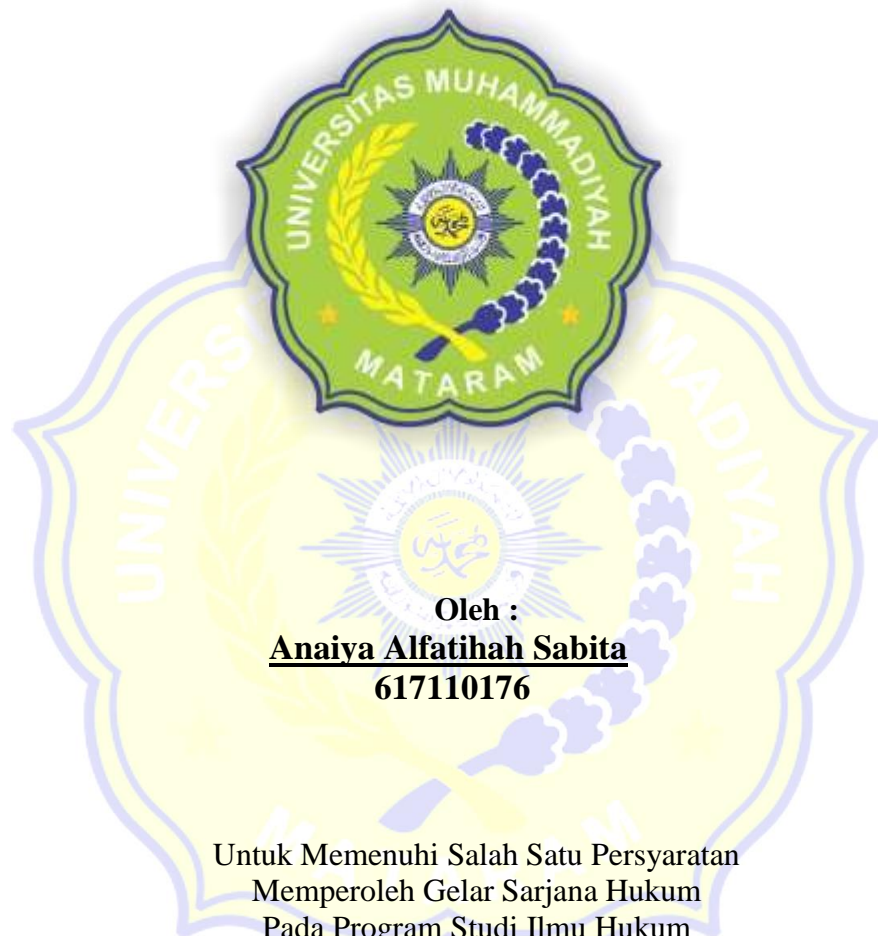 UNIVERSITAS MUHAMMADIYAH
MATARAM
Oleh :
Anaiya Alfatihah Sabita
617110176
Untuk Memenuhi Salah Satu Persyaratan
Memperoleh Gelar Sarjana Hukum
Pada Program Studi Ilmu Hukum